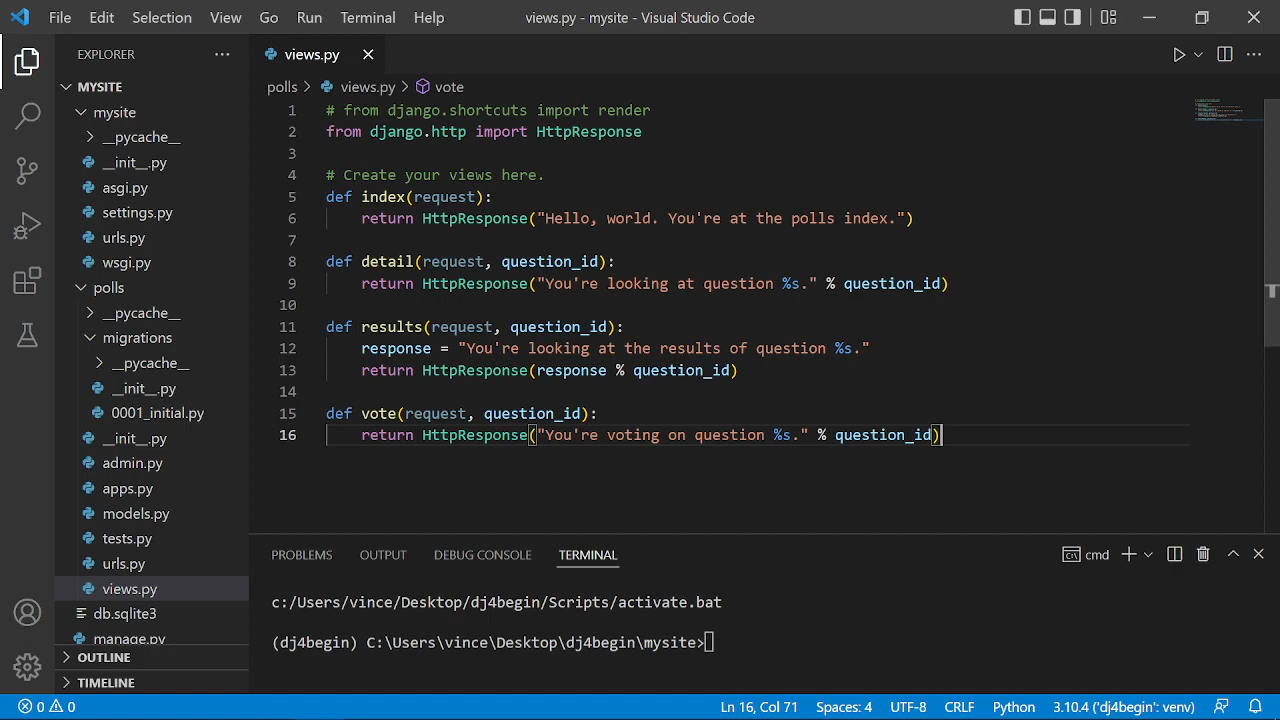 File Edit Selection View Go Run Terminal Help views.py - mysite - Visual Studio Code
EXPLORER
MYSITE
mysite
__pycache__
__init__.py
asgi.py
settings.py
urls.py
wsgi.py
polls
__pycache__
migrations
__pycache__
__init__.py
0001_initial.py
__init__.py
admin.py
apps.py
models.py
tests.py
urls.py
views.py
db.sqlite3
manage.py
OUTLINE
TIMELINE
views.py
polls > views.py > vote
1 # from django.shortcuts import render
2 from django.http import HttpResponse
3
4 # Create your views here.
5 def index(request):
6     return HttpResponse("Hello, world. You're at the polls index.")
7
8 def detail(request, question_id):
9     return HttpResponse("You're looking at question %s." % question_id)
10
11 def results(request, question_id):
12     response = "You're looking at the results of question %s."
13     return HttpResponse(response % question_id)
14
15 def vote(request, question_id):
16     return HttpResponse("You're voting on question %s." % question_id)
PROBLEMS OUTPUT DEBUG CONSOLE TERMINAL cmd
c:/Users/vince/Desktop/dj4begin/Scripts/activate.bat
(dj4begin) C:\Users\vince\Desktop\dj4begin\mysite>
0 0 Ln 16, Col 71 Spaces: 4 UTF-8 CRLF Python 3.10.4 ('dj4begin': venv)